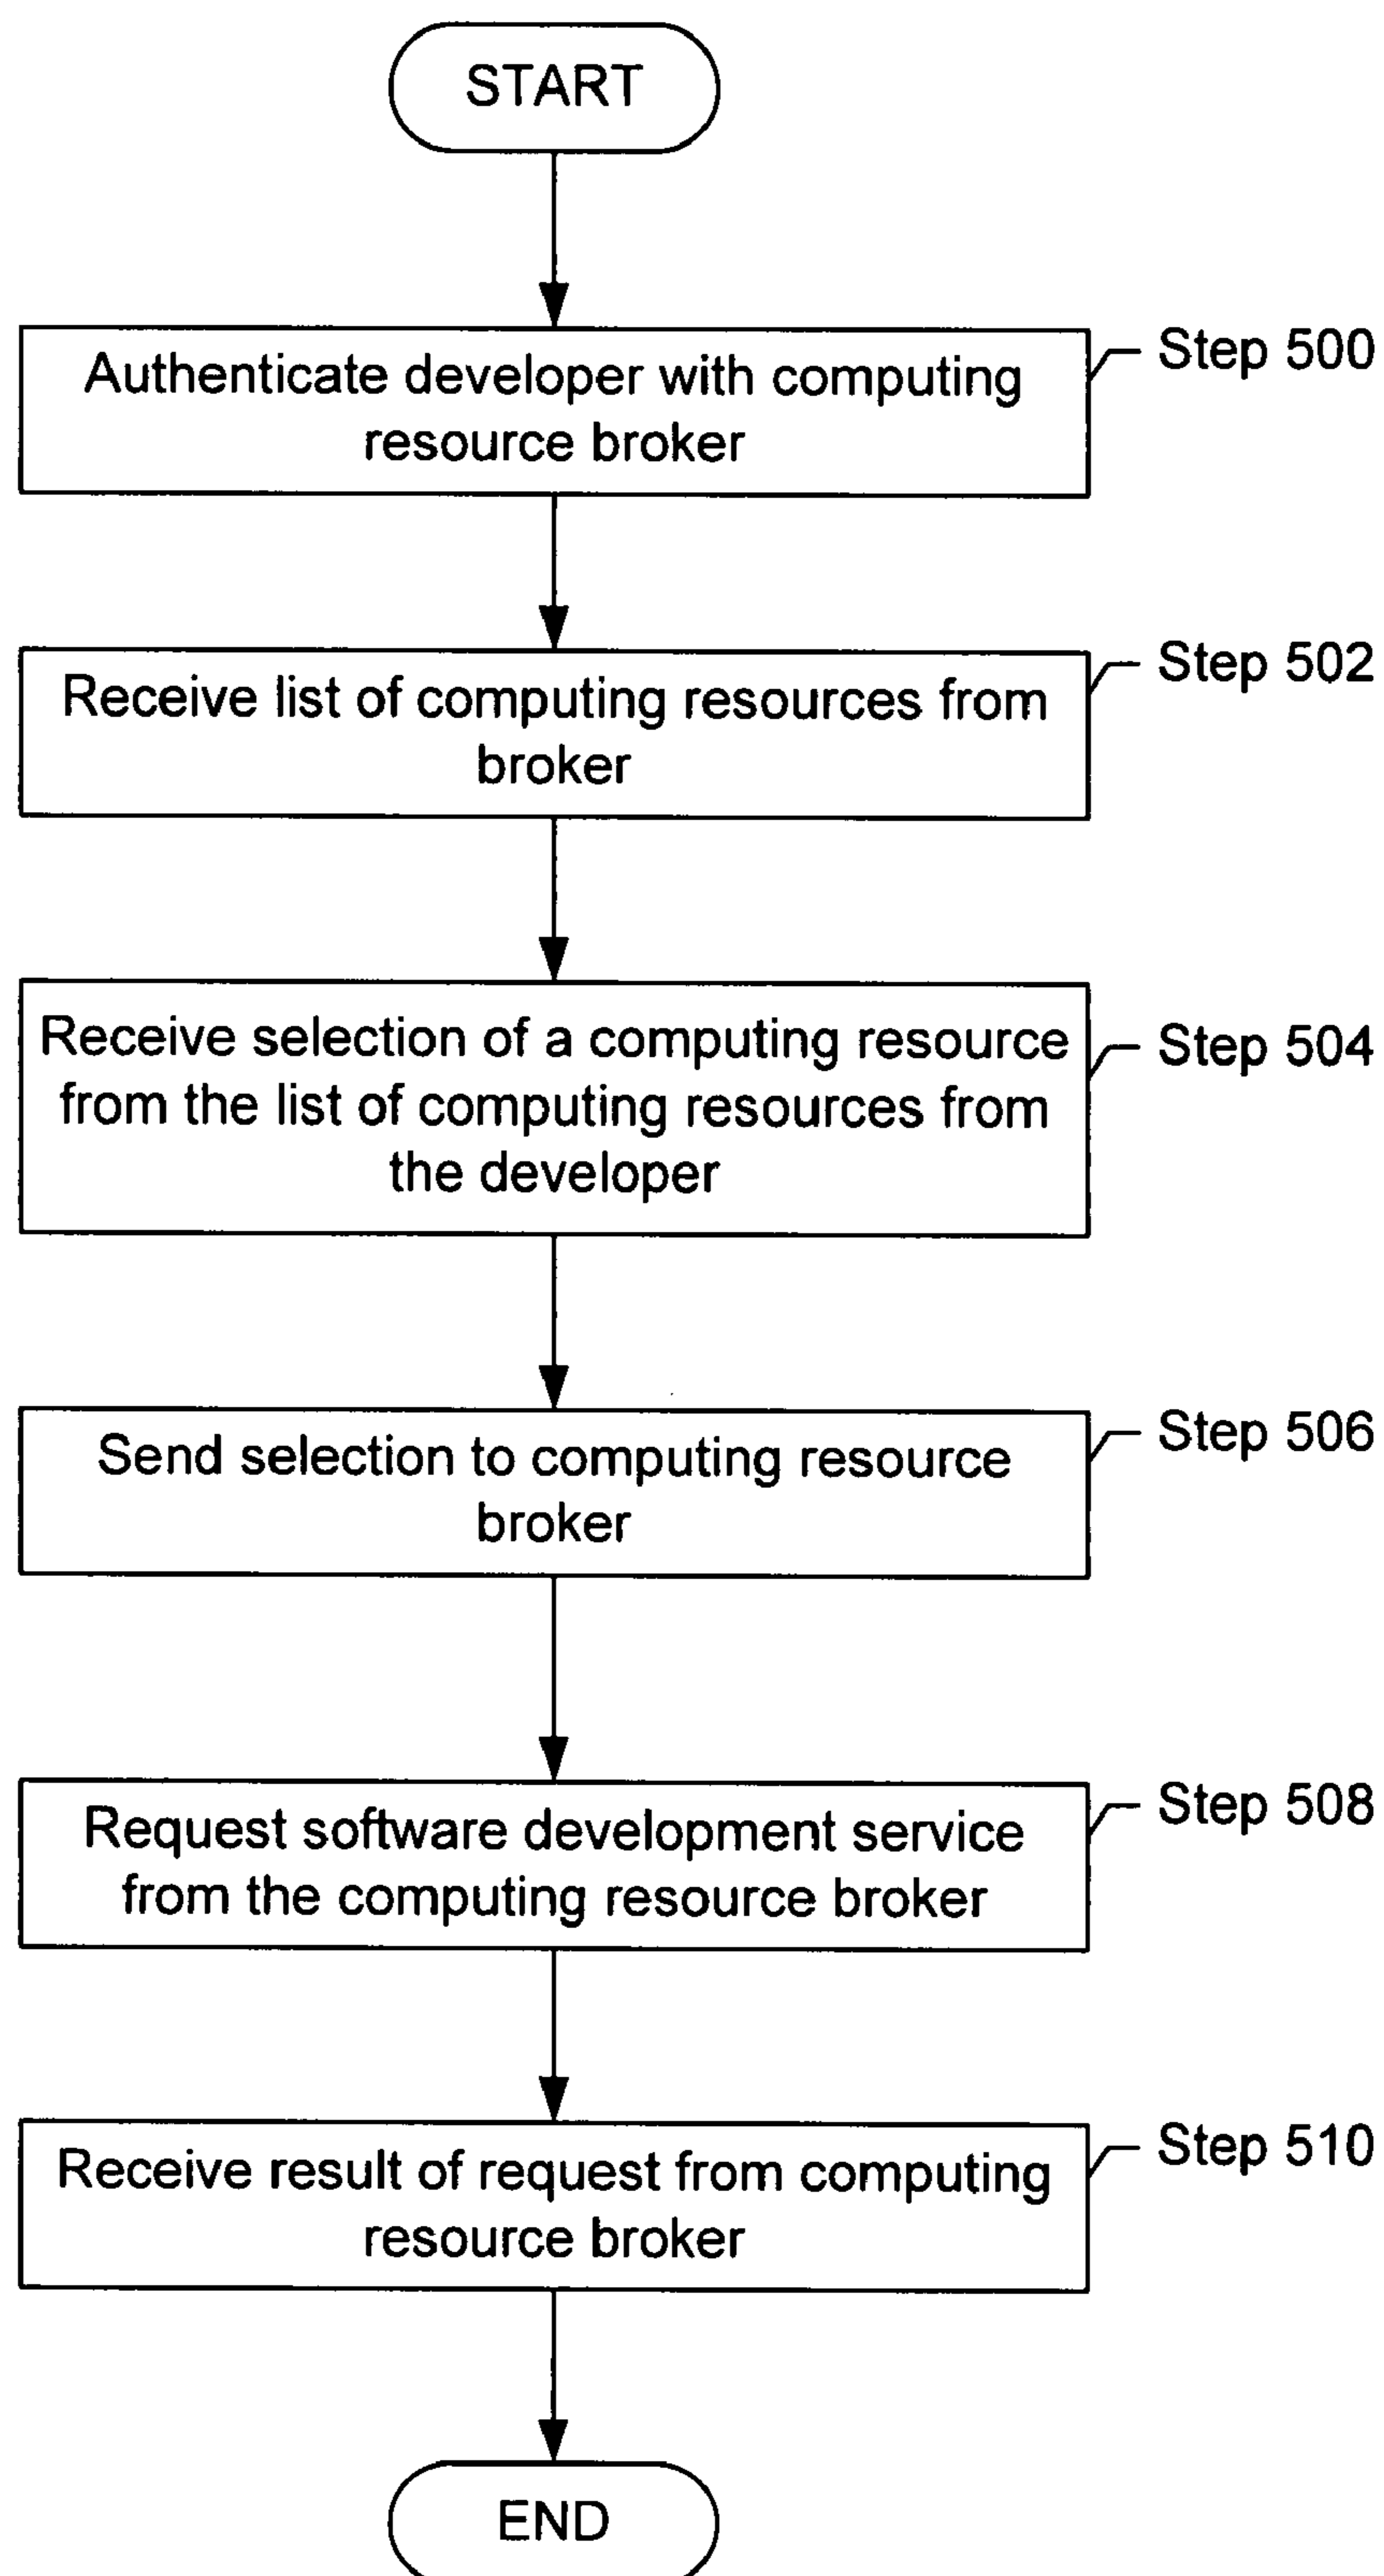 START
Authenticate developer with computing
resource broker
Step 500
Receive list of computing resources from
broker
Step 502
Receive selection of a computing resource
from the list of computing resources from
the developer
Step 504
Send selection to computing resource
broker
Step 506
Request software development service
from the computing resource broker
Step 508
Receive result of request from computing
resource broker
Step 510
END